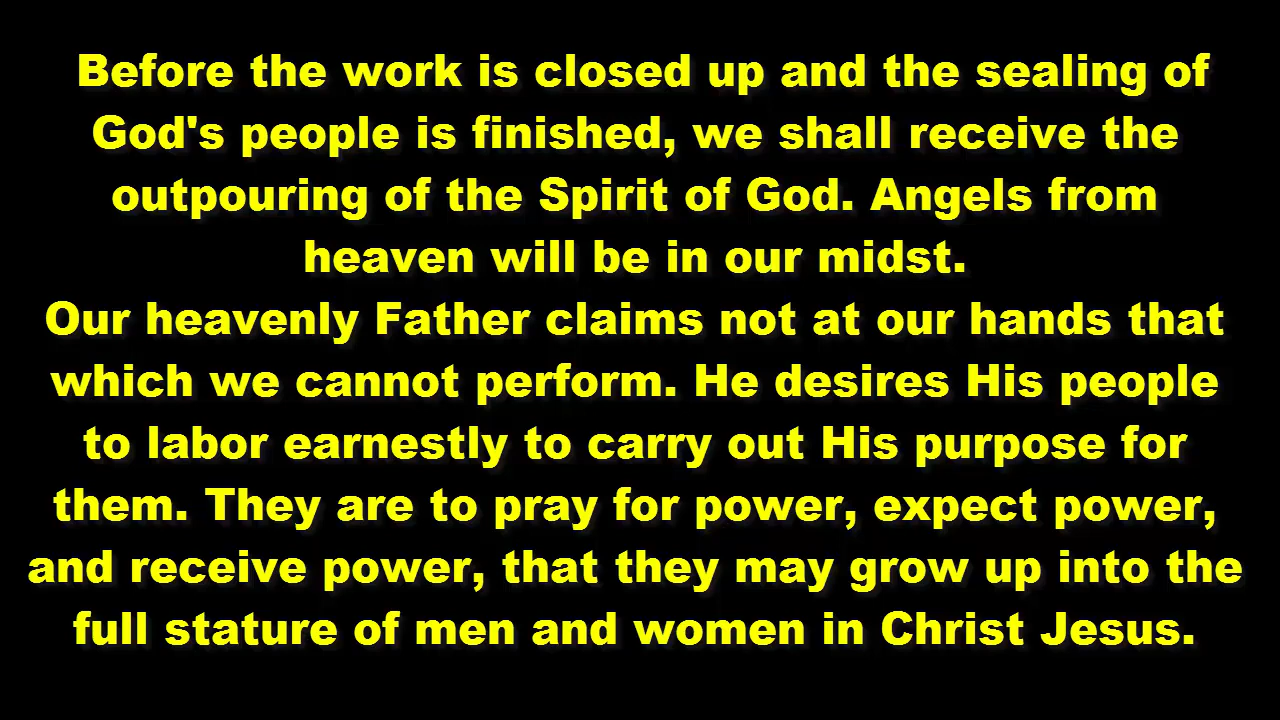 Before the work is closed up and the sealing of
God's people is finished, we shall receive the
outpouring of the Spirit of God. Angels from
heaven will be in our midst.
Our heavenly Father claims not at our hands that
which we cannot perform. He desires His people
to labor earnestly to carry out His purpose for
them. They are to pray for power, expect power,
and receive power, that they may grow up into the
full stature of men and women in Christ Jesus.